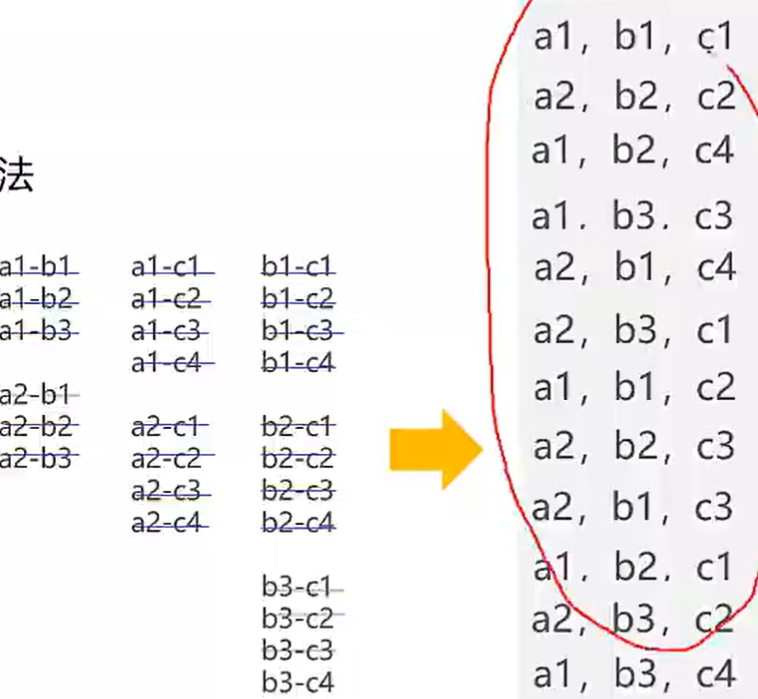 法
a1-b1 a1-c1 b1-c1
a1-b2 a1-c2 b1-c2
a1-b3 a1-c3 b1-c3
a1-c4 b1-c4
a2-b1
a2-b2 a2-c1 b2-c1
a2-b3 a2-c2 b2-c2
a2-c3 b2-c3
a2-c4 b2-c4
b3-c1
b3-c2
b3-c3
b3-c4
a1, b1, c1
a2, b2, c2
a1, b2, c4
a1. b3. c3
a2, b1, c4
a2, b3, c1
a1, b1, c2
a2, b2, c3
a2, b1, c3
a1, b2, c1
a2, b3, c2
a1, b3, c4